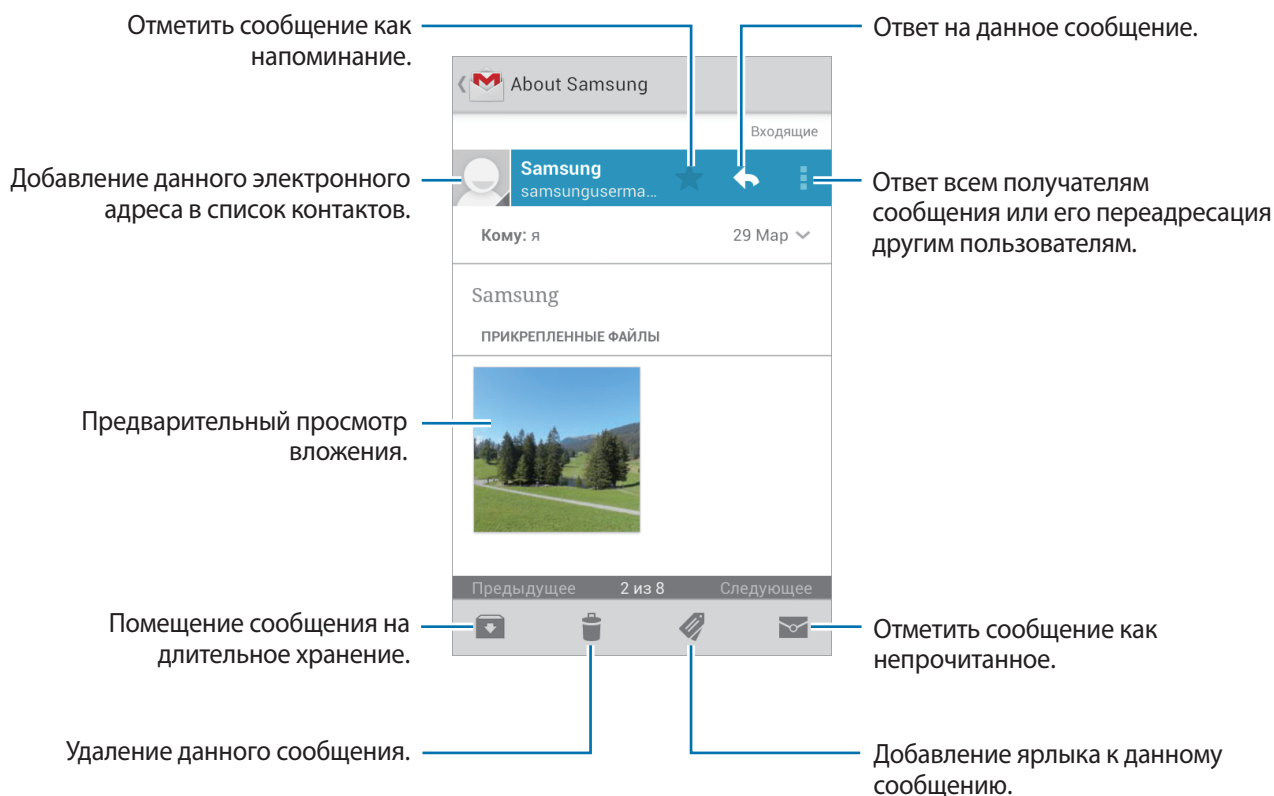 Отметить сообщение как
напоминание.
Ответ на данное сообщение.
About Samsung
Входящие
Добавление данного электронного
адреса в список контактов.
Samsung
samsunguserma...
Ответ всем получателям
сообщения или его переадресация
другим пользователям.
Кому: я
29 Мар
Samsung
ПРИКРЕПЛЕННЫЕ ФАЙЛЫ
Предварительный просмотр
вложения.
Предыдущее 2 из 8 Следующее
Помещение сообщения на
длительное хранение.
Отметить сообщение как
непрочитанное.
Удаление данного сообщения.
Добавление ярлыка к данному
сообщению.